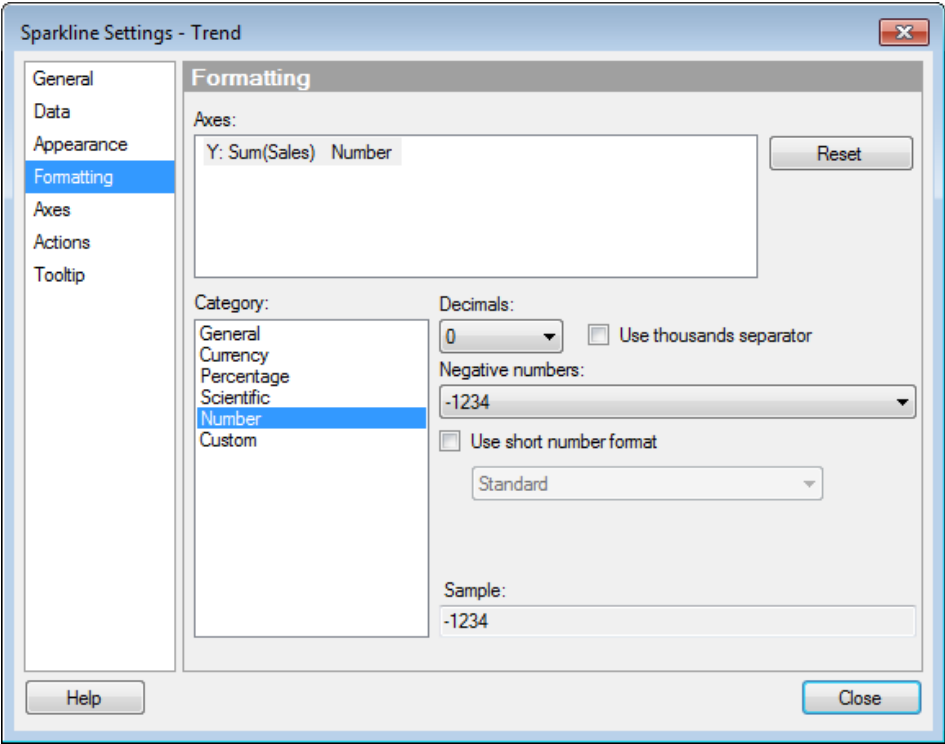 Sparkline Settings - Trend
General
Data
Appearance
Formatting
Axes
Actions
Tooltip
Formatting
Axes:
Y: Sum(Sales) Number
Reset
Category:
General
Currency
Percentage
Scientific
Number
Custom
Decimals:
0
Use thousands separator
Negative numbers:
-1234
Use short number format
Standard
Sample:
-1234
Help
Close